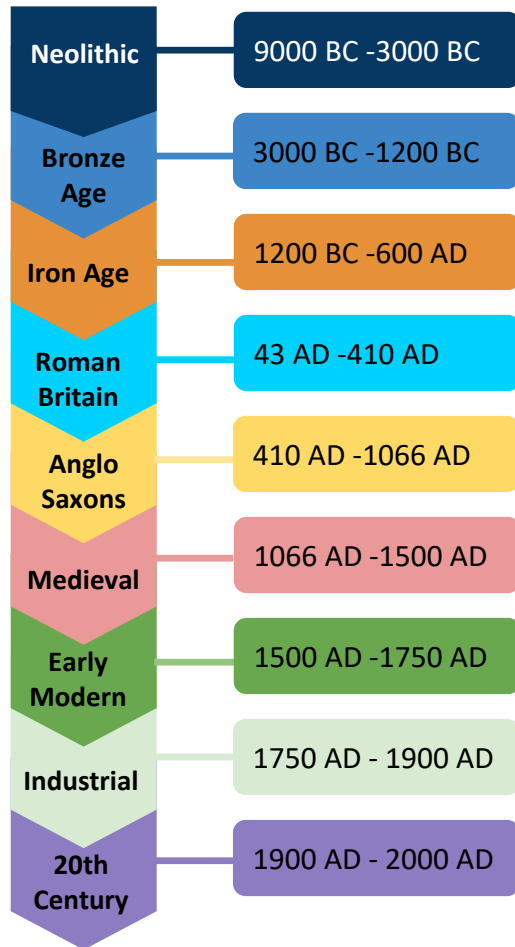 Neolithic
9000 BC -3000 BC
Bronze
Age
3000 BC -1200 BC
Iron Age
1200 BC -600 AD
Roman
Britain
43 AD -410 AD
Anglo
Saxons
410 AD -1066 AD
Medieval
1066 AD -1500 AD
Early
Modern
1500 AD -1750 AD
Industrial
1750 AD - 1900 AD
20th
Century
1900 AD - 2000 AD